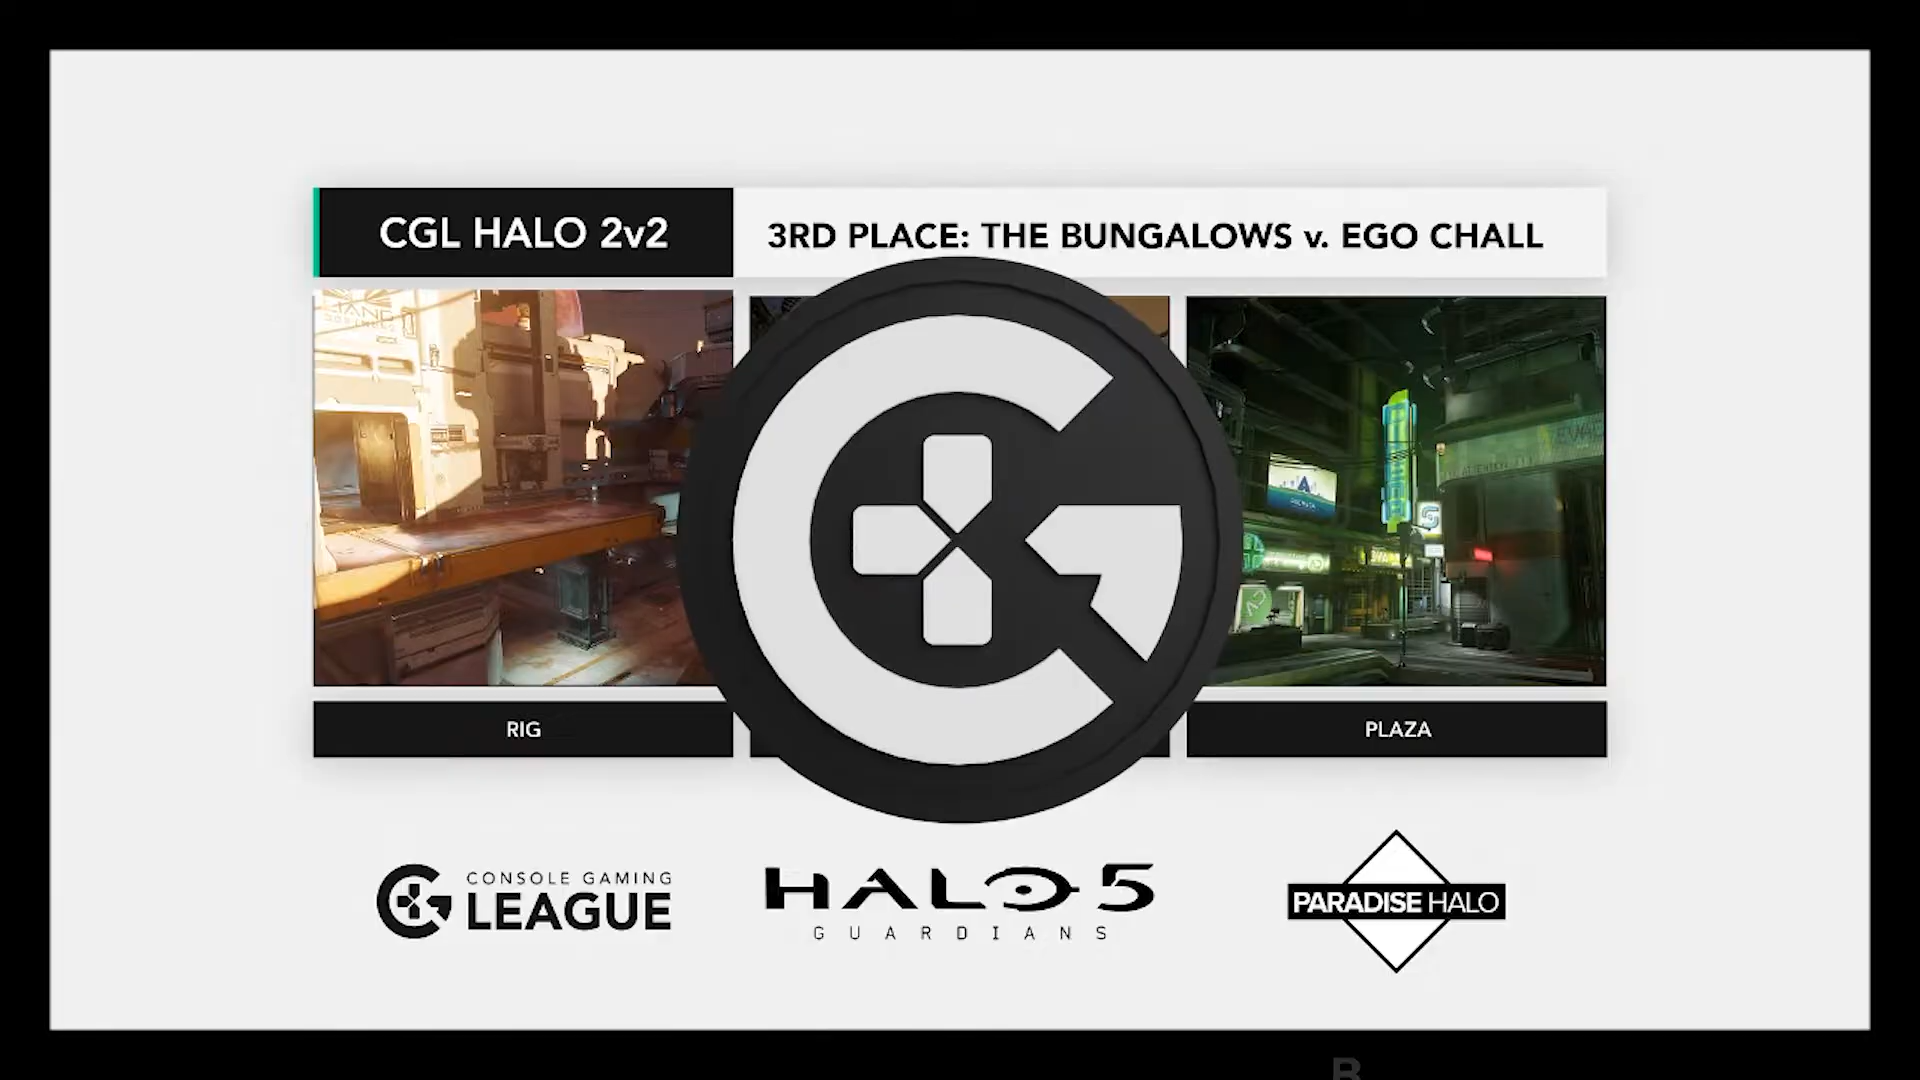 CGL HALO 2v2
3RD PLACE: THE BUNGALOWS v. EGO CHALL
RIG
PLAZA
CONSOLE GAMING
LEAGUE
HALO 5
GUARDIANS
PARADISE HALO
B